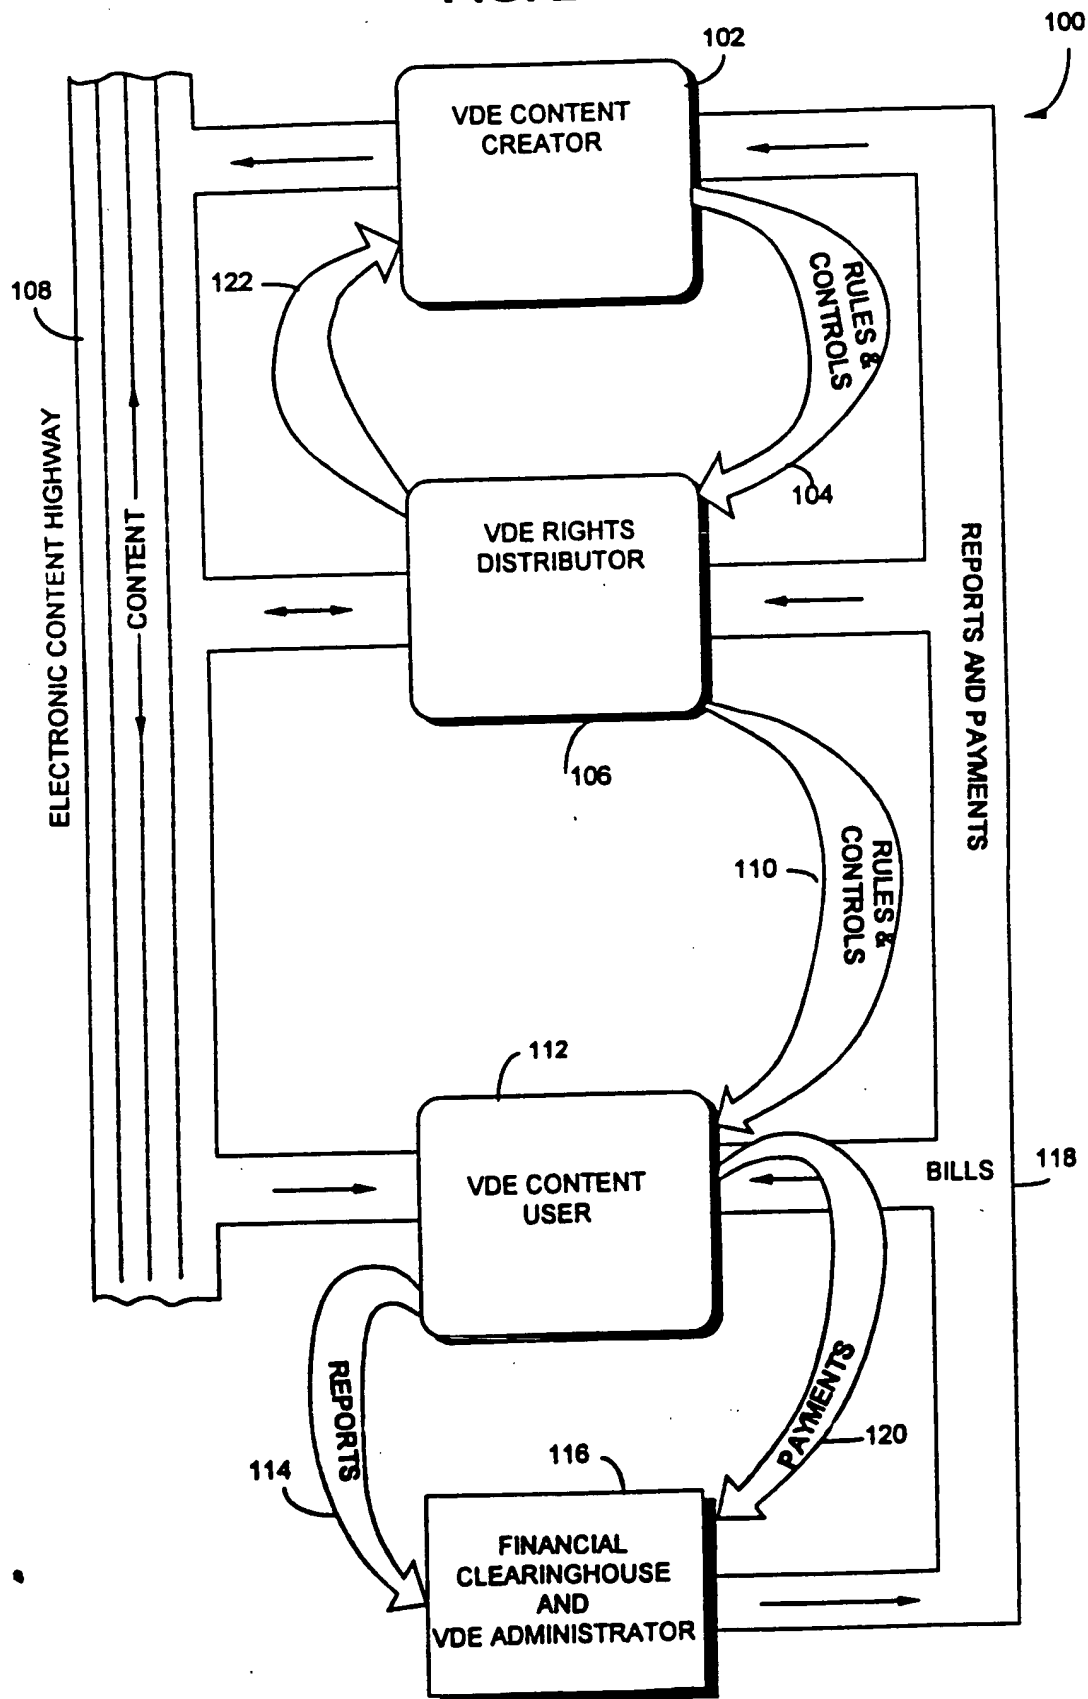 100
102
VDE CONTENT
CREATOR
122
108
RULES &
CONTROLS
104
ELECTRONIC CONTENT HIGHWAY
CONTENT
VDE RIGHTS
DISTRIBUTOR
REPORTS AND PAYMENTS
106
110
RULES &
CONTROLS
112
VDE CONTENT
USER
BILLS
118
REPORTS
PAYMENTS
120
114
116
FINANCIAL
CLEARINGHOUSE
AND
VDE ADMINISTRATOR